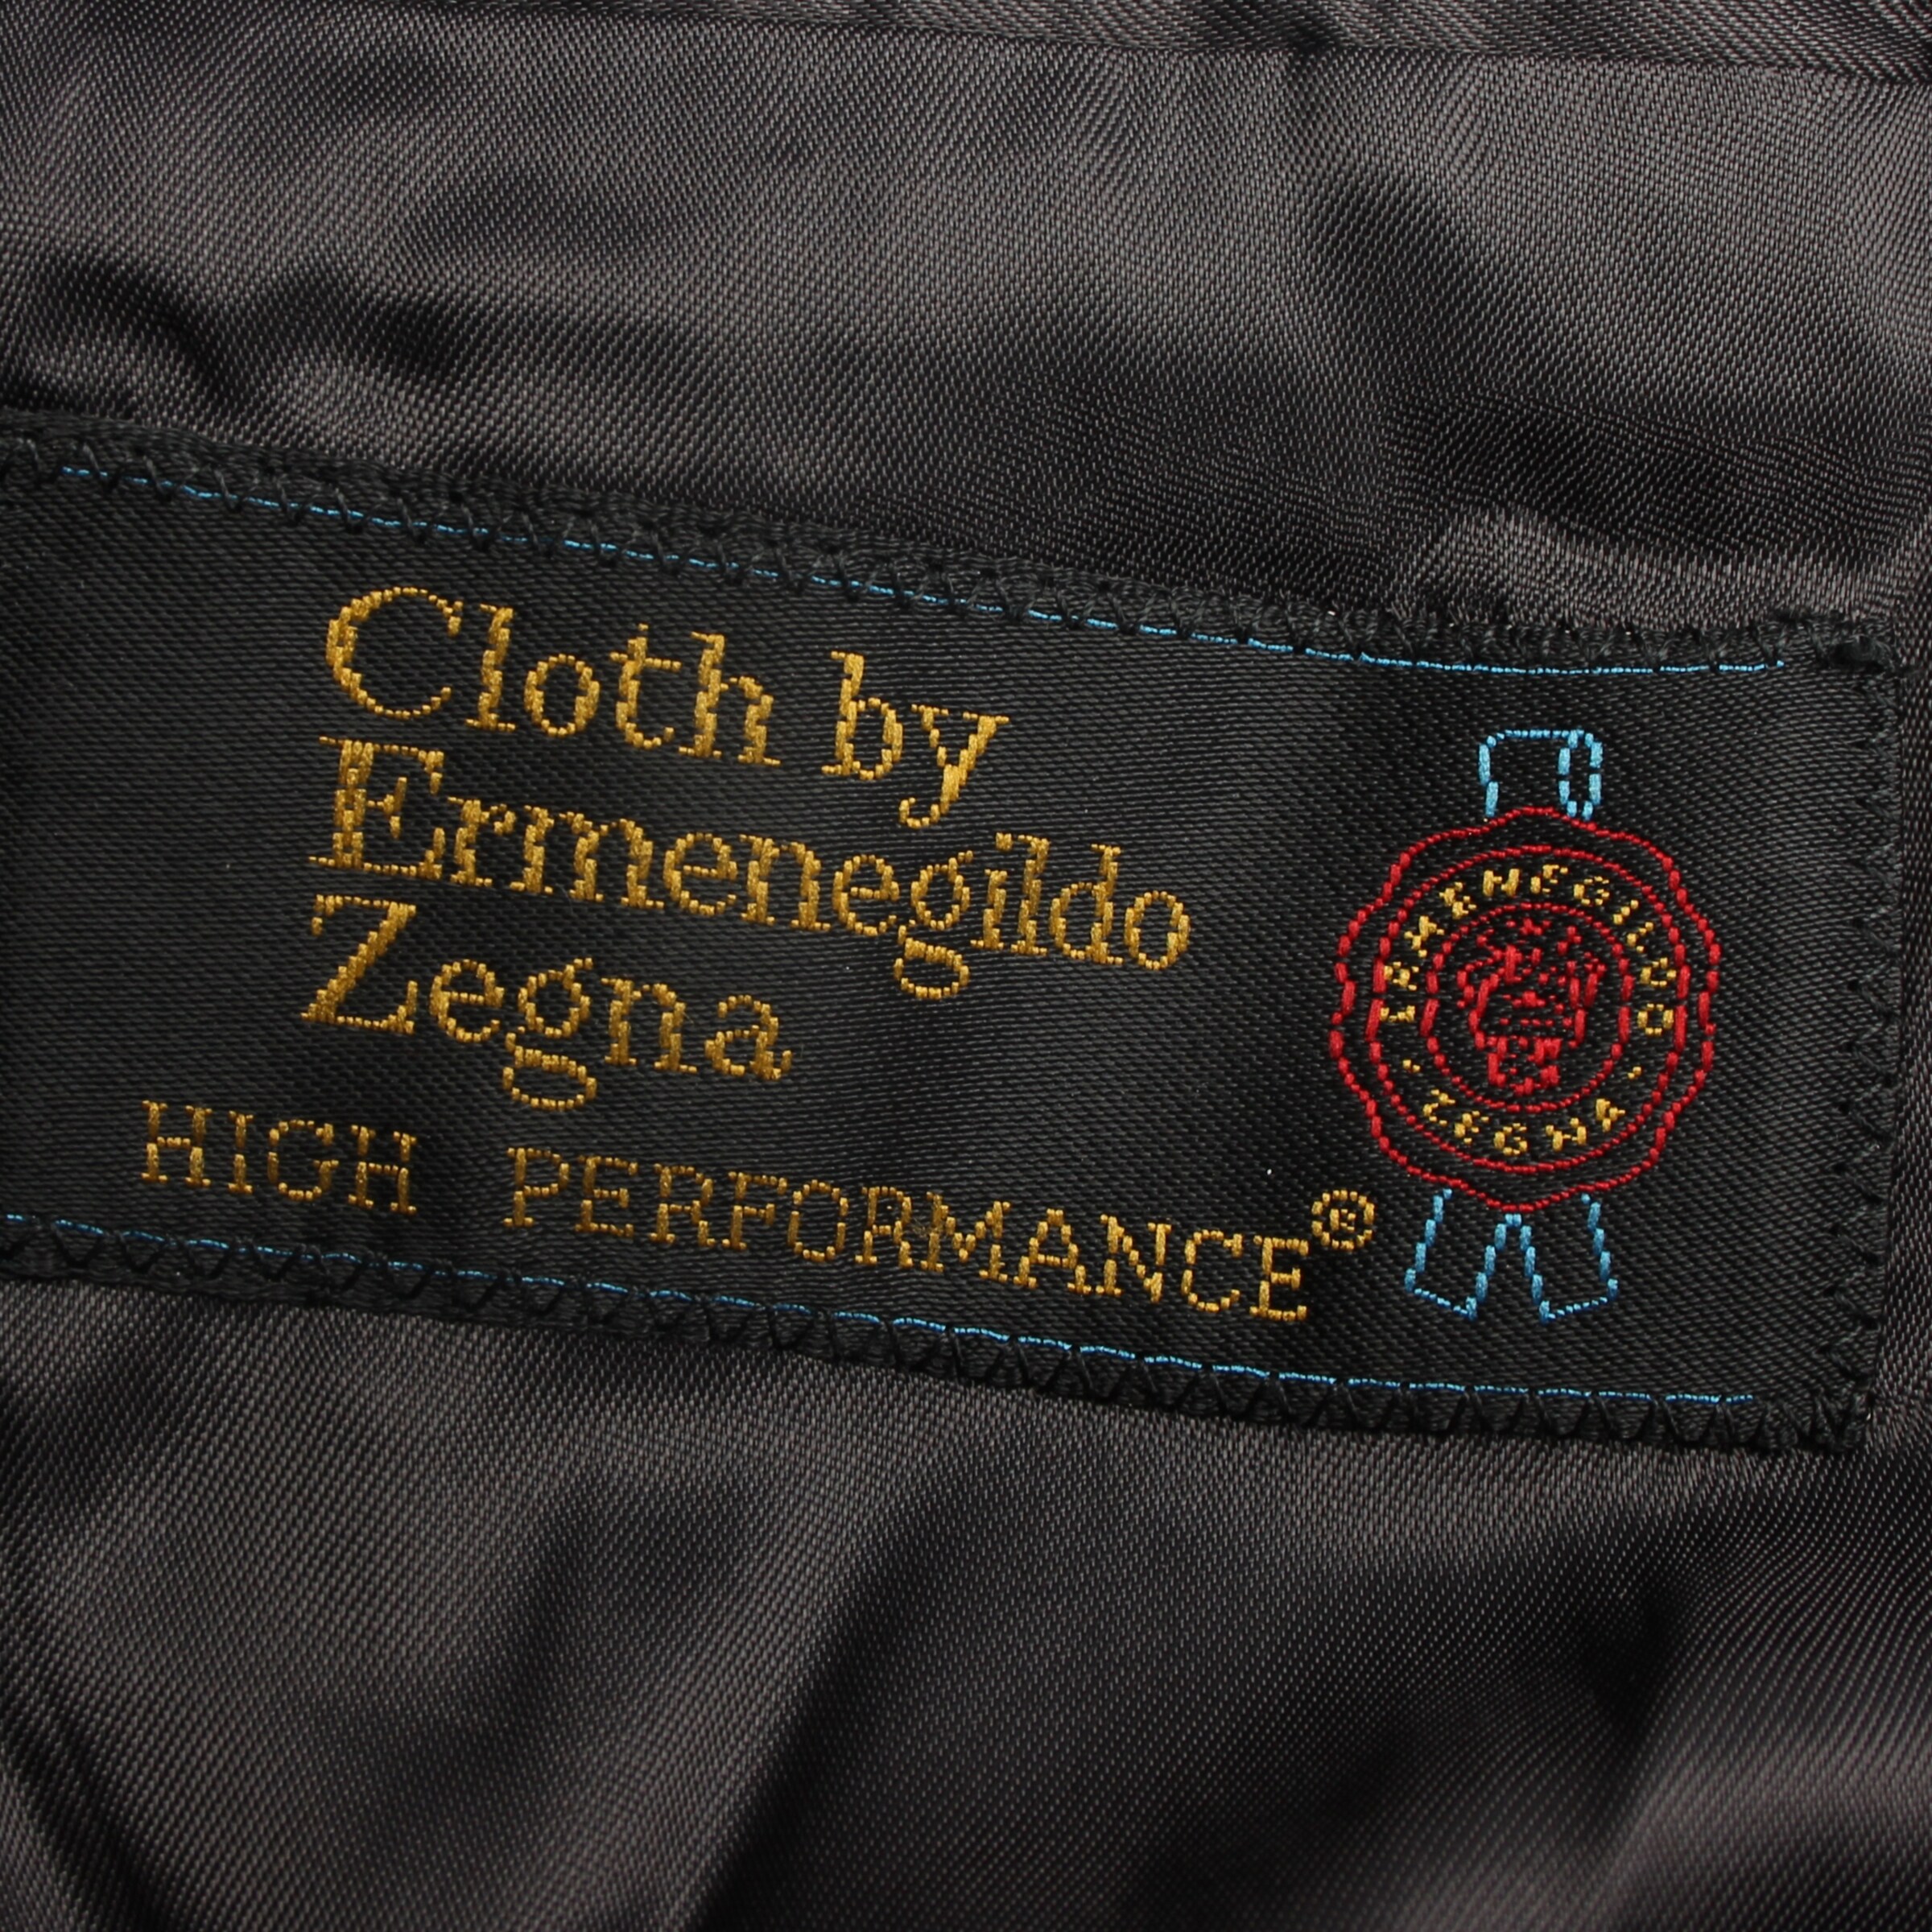 Cloth by
Ermenegildo
Zegna
HIGH PERFORMANCE®
ERMENEGILDO
· ZEGNA ·